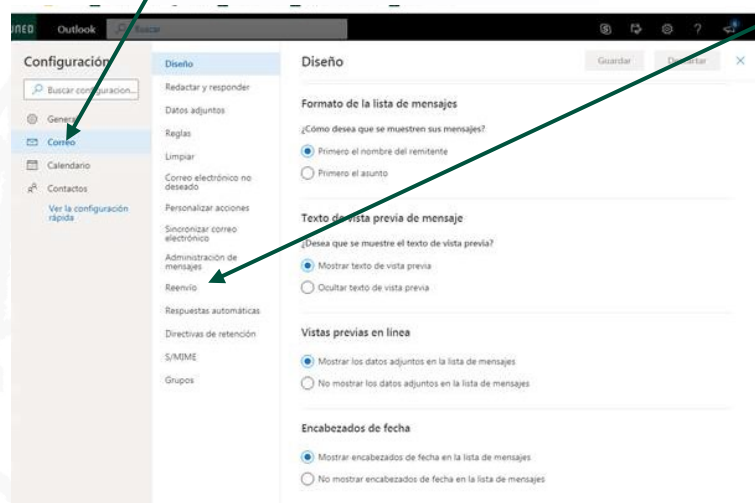 UNED
Outlook
Buscar
?
Configuración
Buscar configuracion...
General
Correo
Calendario
Contactos
Ver la configuración
rápida
Diseño
Redactar y responder
Datos adjuntos
Reglas
Limpiar
Correo electrónico no
deseado
Personalizar acciones
Sincronizar correo
electrónico
Administración de
mensajes
Reenvío
Respuestas automáticas
Directivas de retención
S/MIME
Grupos
Diseño
Guardar
Descartar
Formato de la lista de mensajes
¿Cómo desea que se muestren sus mensajes?
Primero el nombre del remitente
Primero el asunto
Texto de vista previa de mensaje
¿Desea que se muestre el texto de vista previa?
Mostrar texto de vista previa
Ocultar texto de vista previa
Vistas previas en línea
Mostrar los datos adjuntos en la lista de mensajes
No mostrar los datos adjuntos en la lista de mensajes
Encabezados de fecha
Mostrar encabezados de fecha en la lista de mensajes
No mostrar encabezados de fecha en la lista de mensajes